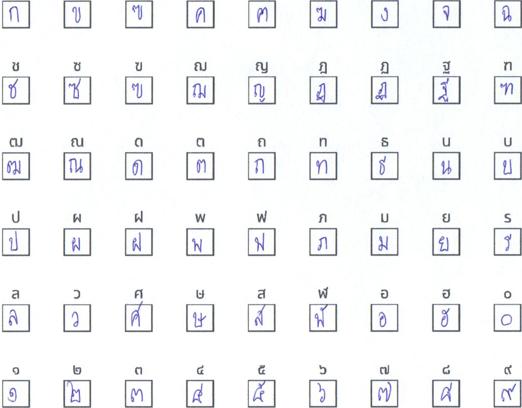 ก ข ฃ ค ฅ ฆ ง จ ฉ
ช ซ ฃ ฌ ญ ฎ ฏ ฐ ฑ
ช ซ ฃ ฌ ญ ฎ ฏ ฐ ฑ
ฒ ณ ด ต ถ ท ธ น บ
ฒ ณ ด ต ถ ท ธ น บ
ป ผ ฝ พ ฟ ภ ม ย ร
ป ผ ฝ พ ฟ ภ ม ย ร
ล ว ศ ษ ส ฬ อ ฮ ๐
ล ว ศ ษ ส ฬ อ ฮ ๐
๑ ๒ ๓ ๔ ๕ ๖ ๗ ๘ ๙
๑ ๒ ๓ ๔ ๕ ๖ ๗ ๘ ๙